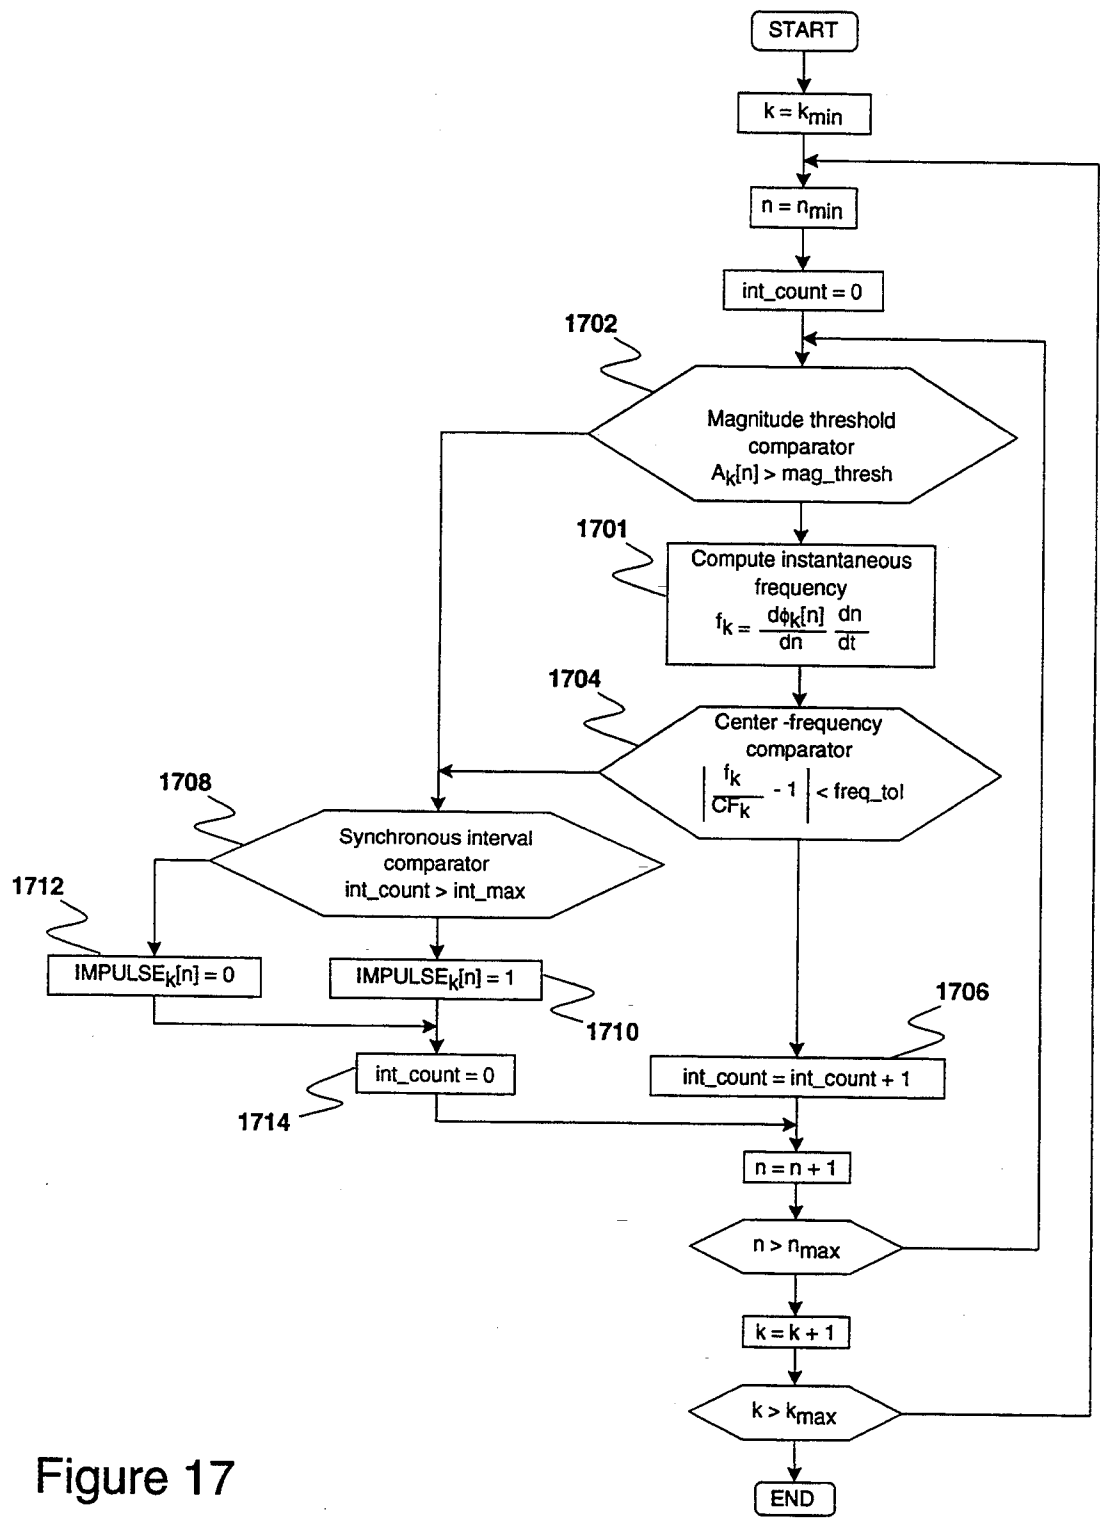 START
k = kmin
n = nmin
int_count = 0
1702
Magnitude threshold
comparator
Ak[n] > mag_thresh
1701
Compute instantaneous
frequency
fk = dϕk[n]/dn dn/dt
1704
Center -frequency
comparator
| fk/CFk - 1 | < freq_tol
1708
Synchronous interval
comparator
int_count > int_max
1712
IMPULSEk[n] = 0
IMPULSEk[n] = 1
1710
1706
int_count = 0
int_count = int_count + 1
1714
n = n + 1
n > nmax
k = k + 1
k > kmax
END
Figure 17